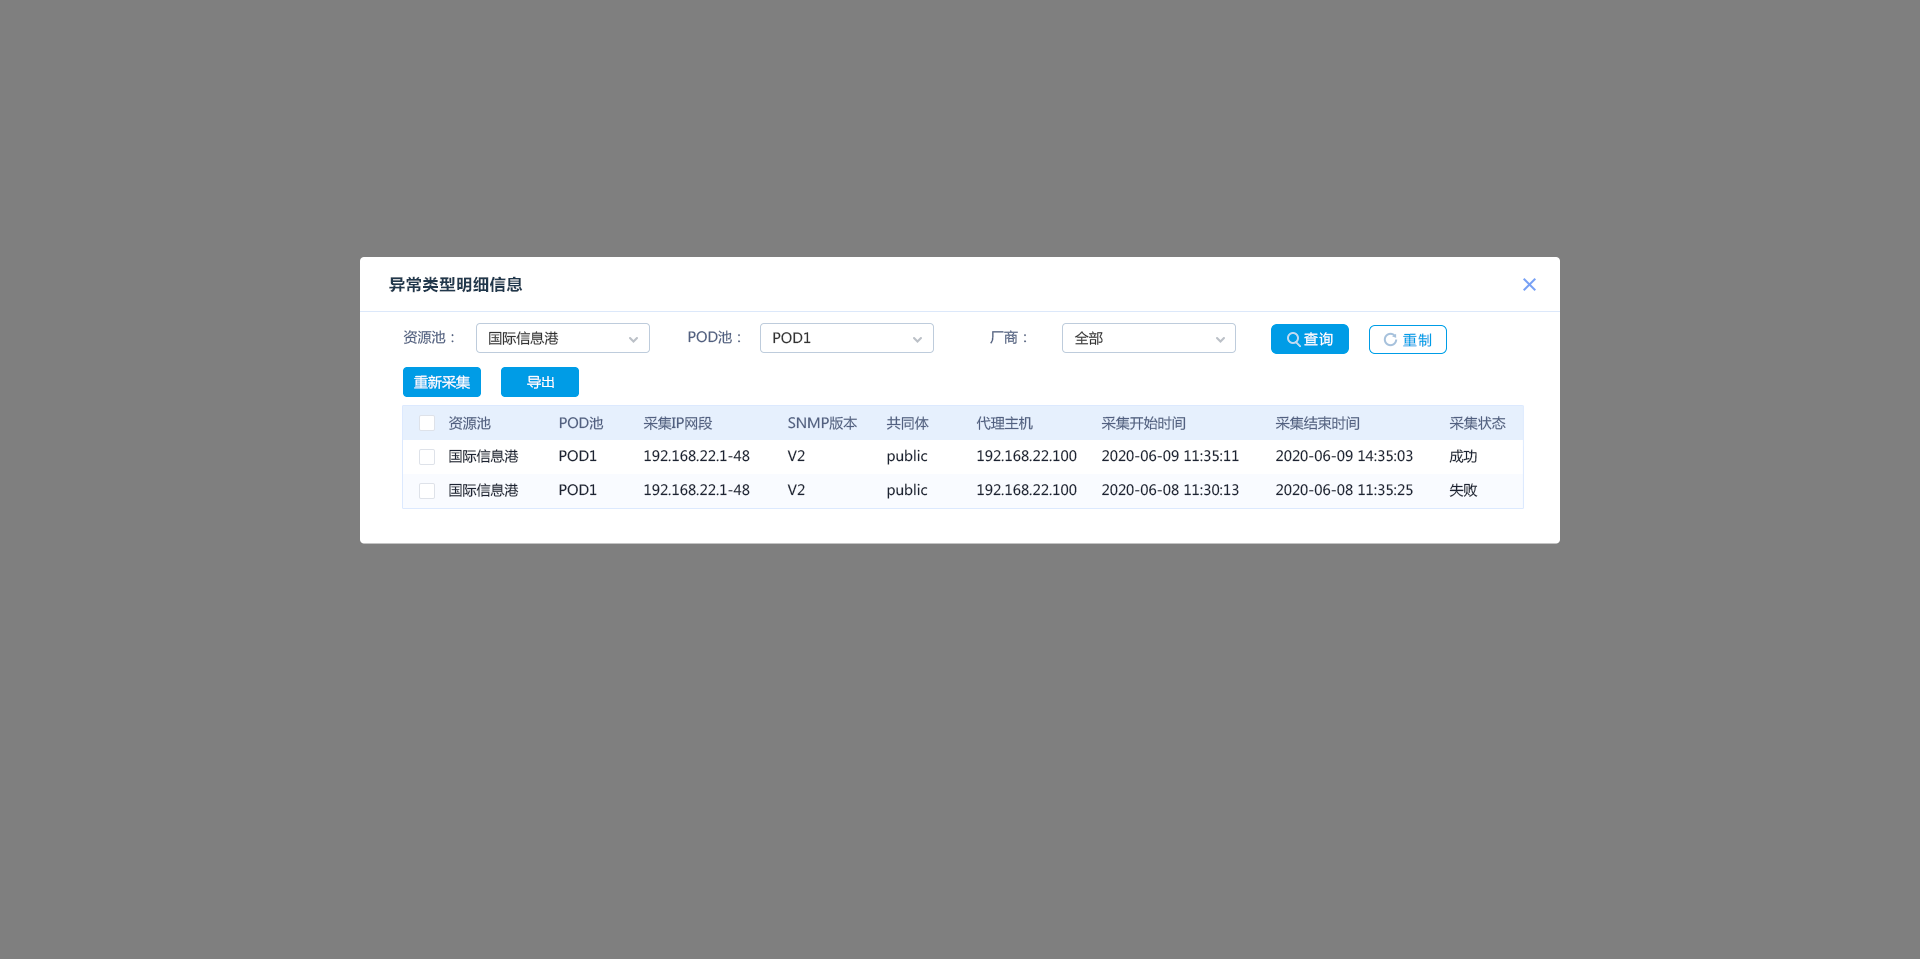 异常类型明细信息
资源池： 国际信息港 POD池： POD1 厂商： 全部 查询 重制
重新采集 导出
资源池 POD池 采集IP网段 SNMP版本 共同体 代理主机 采集开始时间 采集结束时间 采集状态
国际信息港 POD1 192.168.22.1-48 V2 public 192.168.22.100 2020-06-09 11:35:11 2020-06-09 14:35:03 成功
国际信息港 POD1 192.168.22.1-48 V2 public 192.168.22.100 2020-06-08 11:30:13 2020-06-08 11:35:25 失败